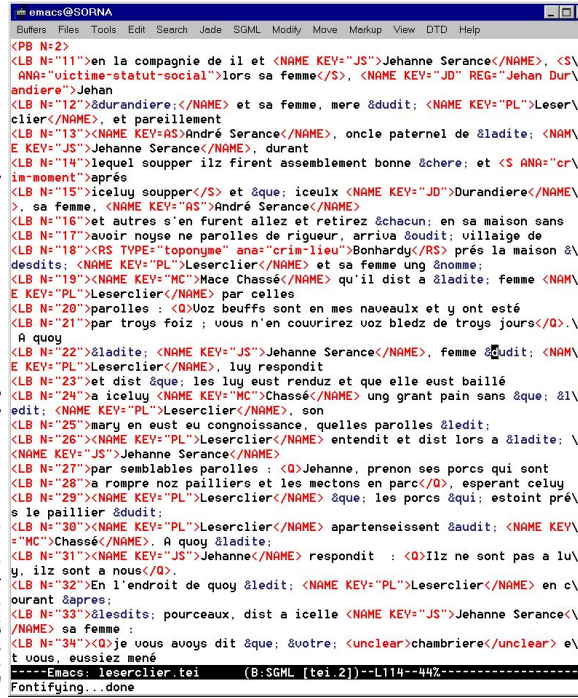 emacs@SORNA
Buffers Files Tools Edit Search Jade SGML Modify Move Markup View DTD Help
<PB N=2>
<LB N="11">en la compagnie de il et <NAME KEY="JS">Jehanne Serance</NAME>, <S\
 ANA="victime-statut-social">lors sa femme</S>, <NAME KEY="JD" REG="Jehan Dur\
andiere">Jehan
<LB N="12">&durandiere;</NAME> et sa femme, mere &dudit; <NAME KEY="PL">Leser\
clier</NAME>, et pareillement
<LB N="13"><NAME KEY=AS>André Serance</NAME>, oncle paternel de &ladite; <NAM\
E KEY="JS">Jehanne Serance</NAME>, durant
<LB N="14">lequel soupper ilz firent assemblement bonne &chere; et <S ANA="cr\
im-moment">aprés
<LB N="15">iceluy soupper</S> et &que; iceulx <NAME KEY="JD">Durandiere</NAME\
>, sa femme, <NAME KEY="AS">André Serance</NAME>
<LB N="16">et autres s'en furent allez et retirez &chacun; en sa maison sans
<LB N="17">avoir noyse ne parolles de rigueur, arriva &oudit; villaige de
<LB N="18"><RS TYPE="toponyme" ana="crim-lieu">Bonhardy</RS> prés la maison &\
desdits; <NAME KEY="PL">Leserclier</NAME> et sa femme ung &nomme;
<LB N="19"><NAME KEY="MC">Mace Chassé</NAME> qu'il dist a &ladite; femme <NAM\
E KEY="PL">Leserclier</NAME> par celles
<LB N="20">parolles : <Q>Voz beuffs sont en mes naveaulx et y ont esté
<LB N="21">par troys foiz ; vous n'en couvrirez voz bledz de troys jours</Q>.\
 A quoy
<LB N="22">&ladite; <NAME KEY="JS">Jehanne Serance</NAME>, femme &dudit; <NAM\
E KEY="PL">Leserclier</NAME>, luy respondit
<LB N="23">et dist &que; les luy eust renduz et que elle eust baillé
<LB N="24">a iceluy <NAME KEY="MC">Chassé</NAME> ung grant pain sans &que; &l\
edit; <NAME KEY="PL">Leserclier</NAME>, son
<LB N="25">mary en eust eu congnoissance, quelles parolles &ledit;
<LB N="26"><NAME KEY="PL">Leserclier</NAME> entendit et dist lors a &ladite; \
<NAME KEY="JS">Jehanne Serance</NAME>
<LB N="27">par semblables parolles : <Q>Jehanne, prenon ses porcs qui sont
<LB N="28">a rompre noz pailliers et les mectons en parc</Q>, esperant celuy
<LB N="29"><NAME KEY="PL">Leserclier</NAME> &que; les porcs &qui; estoint pré\
s le paillier &dudit;
<LB N="30"><NAME KEY="PL">Leserclier</NAME> apartenseissent &audit; <NAME KEY\
="MC">Chassé</NAME>. A quoy &ladite;
<LB N="31"><NAME KEY="JS">Jehanne</NAME> respondit  : <Q>Ilz ne sont pas a lu\
y, ilz sont a nous</Q>.
<LB N="32">En l'endroit de quoy &ledit; <NAME KEY="PL">Leserclier</NAME> en c\
ourant &apres;
<LB N="33">&lesdits; pourceaux, dist a icelle <NAME KEY="JS">Jehanne Serance<\
/NAME> sa femme :
<LB N="34"><Q>je vous avoys dit &que; &votre; <unclear>chambriere</unclear> e\
t vous, eussiez mené
-----Emacs: leserclier.tei      (B:SGML [tei.2])--L114--44%------------------
Fontifying...done